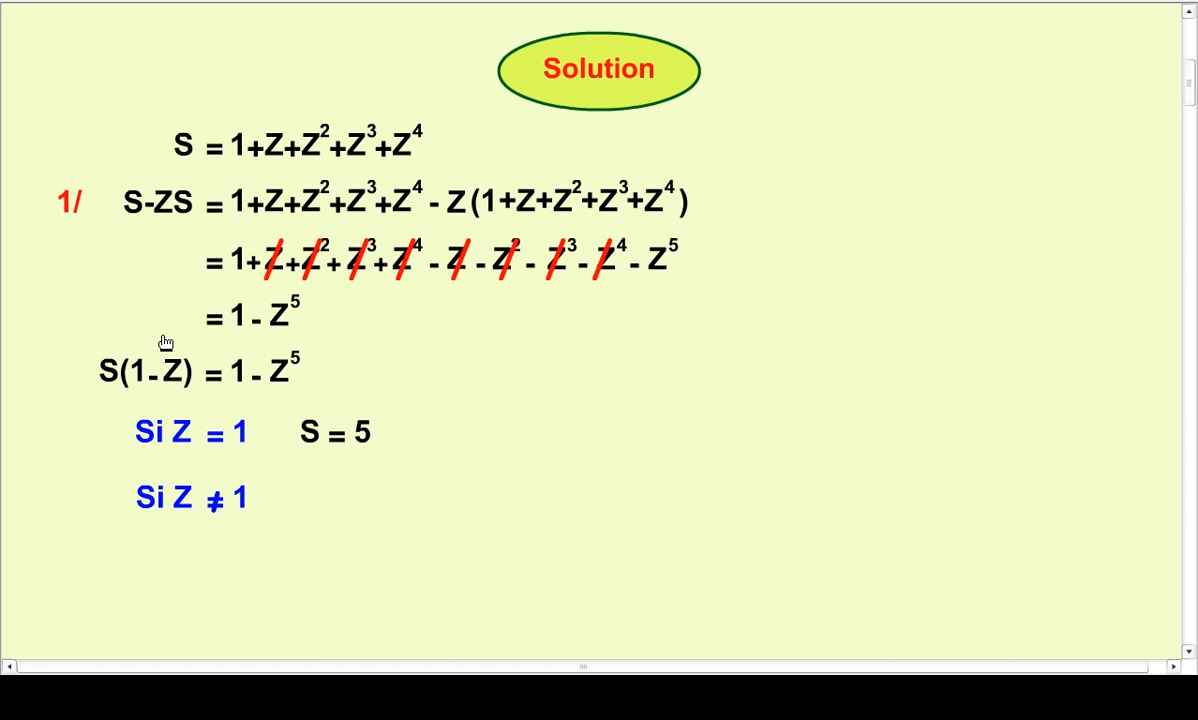 Solution
S = 1+Z+Z²+Z³+Z⁴
1/ S-ZS = 1+Z+Z²+Z³+Z⁴ - Z(1+Z+Z²+Z³+Z⁴)
= 1+Z+Z²+Z³+Z⁴ - Z - Z² - Z³ - Z⁴ - Z⁵
= 1 - Z⁵
S(1-Z) = 1 - Z⁵
Si Z = 1 S = 5
Si Z ≠ 1